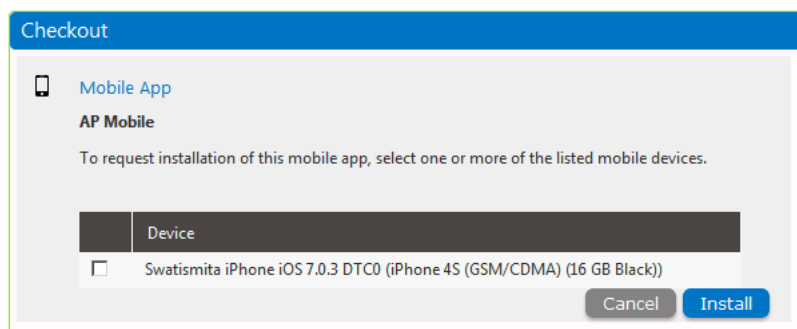 Checkout
Mobile App
AP Mobile
To request installation of this mobile app, select one or more of the listed mobile devices.
Device
Swatismita iPhone iOS 7.0.3 DTC0 (iPhone 4S (GSM/CDMA) (16 GB Black))
Cancel Install